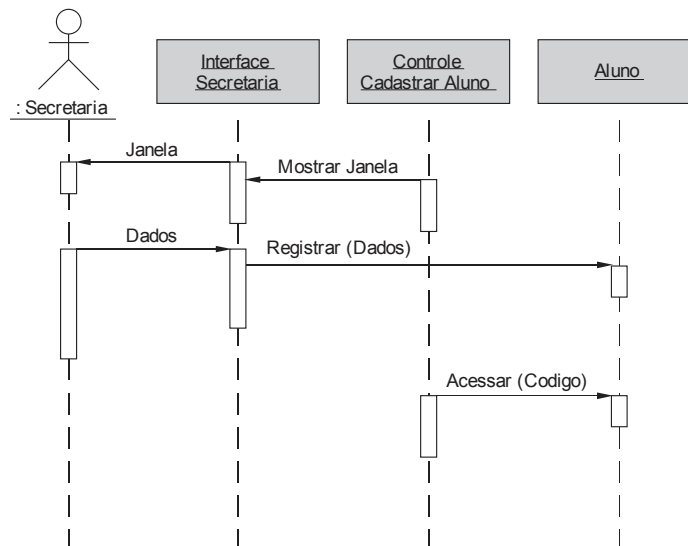 : Secretaria
Interface
Secretaria
Controle
Cadastrar Aluno
Aluno
Janela
Mostrar Janela
Dados
Registrar (Dados)
Acessar (Codigo)